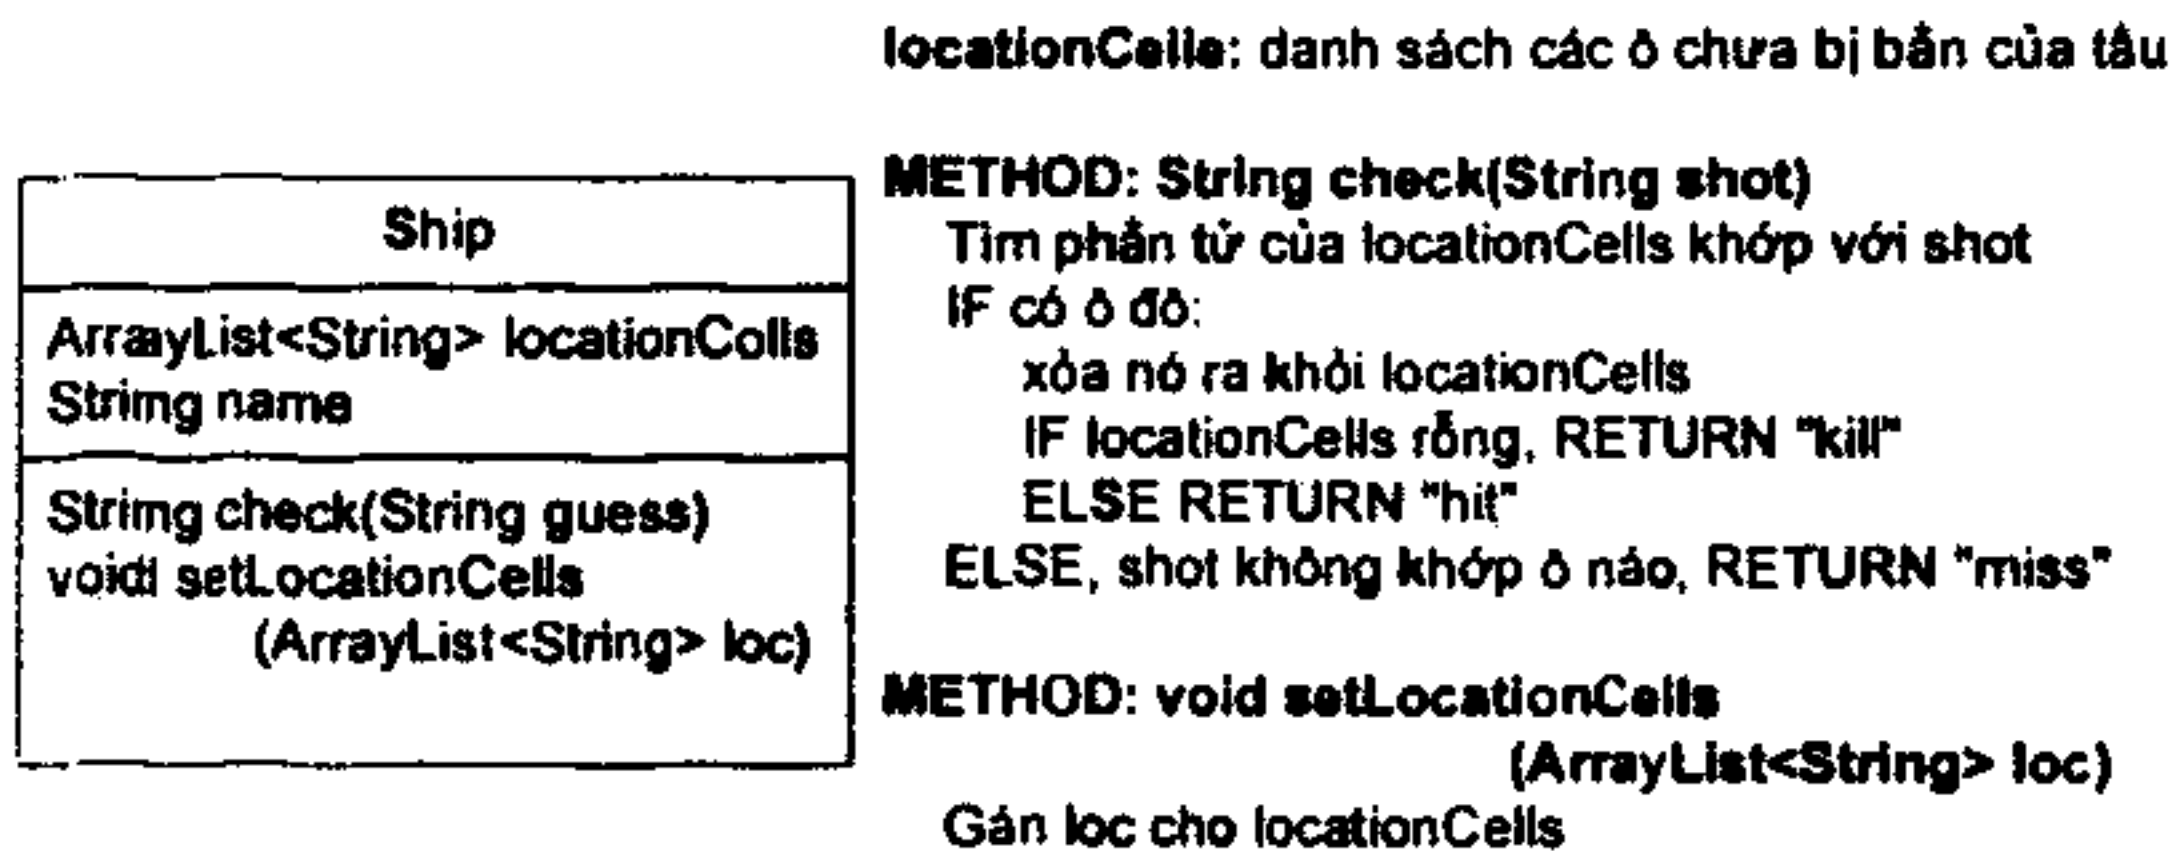 Ship
ArrayList<String> locationCells
String name
String check(String guess)
void setLocationCells
(ArrayList<String> loc)
locationCells: danh sách các ô chưa bị bắn của tầu
METHOD: String check(String shot)
Tìm phần tử của locationCells khớp với shot
IF có ô đó:
xóa nó ra khỏi locationCells
IF locationCells rỗng, RETURN "kill"
ELSE RETURN "hit"
ELSE, shot không khớp ô nào, RETURN "miss"
METHOD: void setLocationCells
(ArrayList<String> loc)
Gán loc cho locationCells